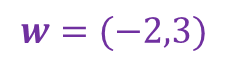 w = (−2,3)